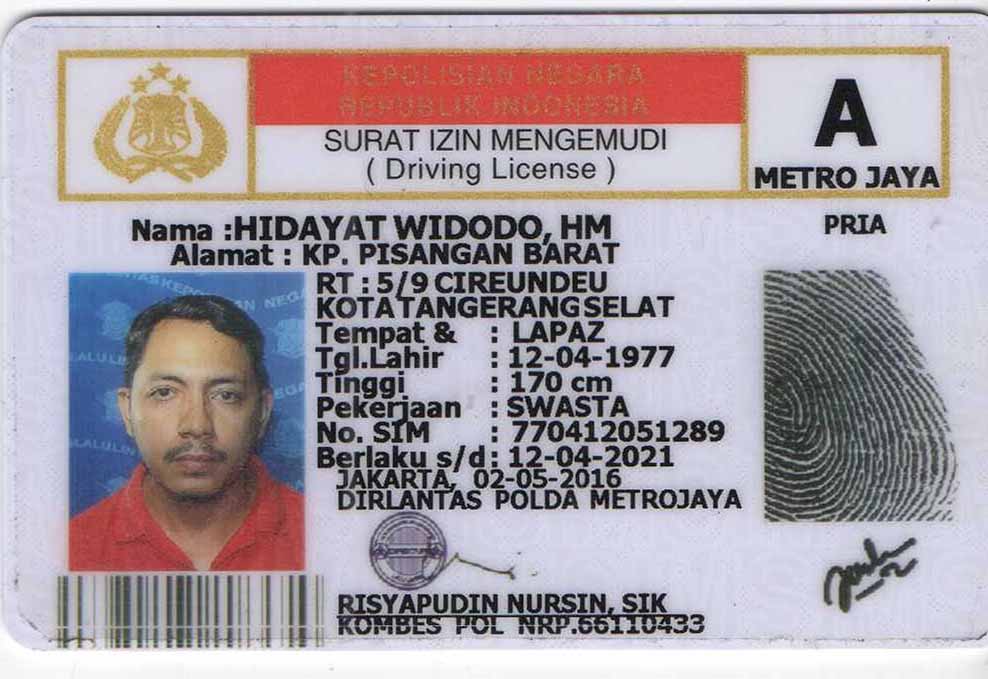 KEPOLISIAN NEGARA
REPUBLIK INDONESIA
SURAT IZIN MENGEMUDI
( Driving License )
A
METRO JAYA
Nama :HIDAYAT WIDODO, HM
PRIA
Alamat : KP. PISANGAN BARAT
RT : 5/9 CIREUNDEU
KOTATANGERANGSELAT
Tempat & : LAPAZ
Tgl.Lahir : 12-04-1977
Tinggi : 170 cm
Pekerjaan : SWASTA
No. SIM : 770412051289
Berlaku s/d : 12-04-2021
JAKARTA, 02-05-2016
DIRLANTAS POLDA METROJAYA
RISYAPUDIN NURSIN, SIK
KOMBES POL NRP.66110433